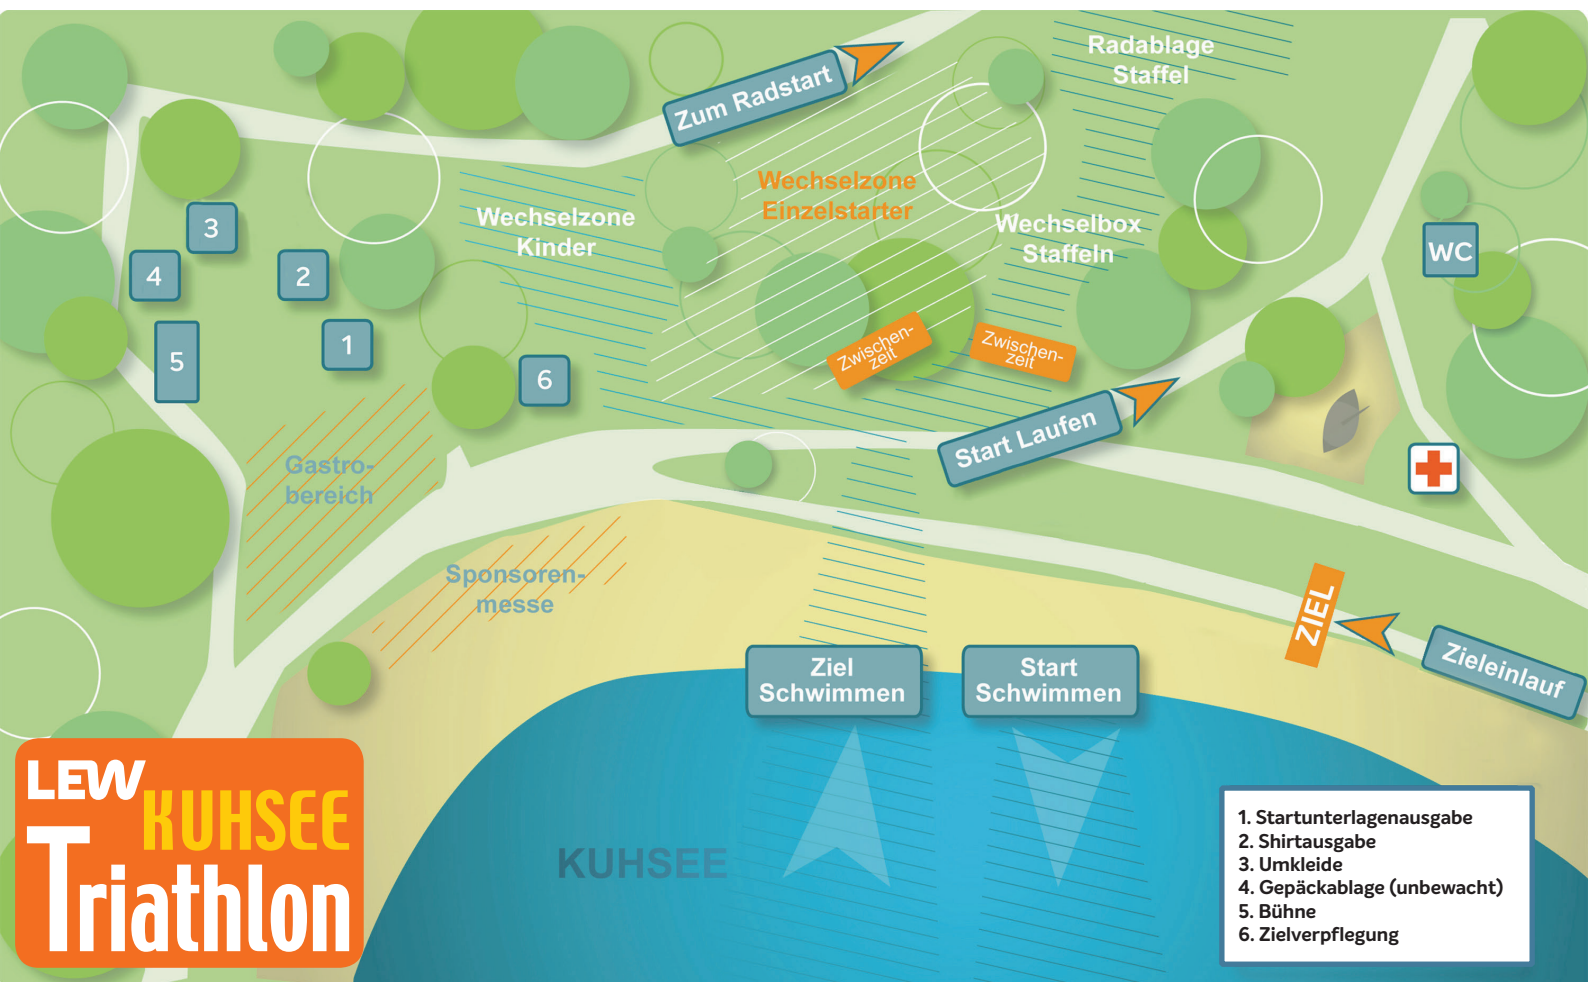 Radablage
Staffel
Zum Radstart
Wechselzone
Einzelstarter
Wechselzone
Kinder
Wechselbox
Staffeln
3
4
2
WC
1
5
6
Zwischen-
zeit
Zwischen-
zeit
Start Laufen
Gastro-
bereich
Sponsoren-
messe
ZIEL
Zieleinlauf
Ziel
Schwimmen
Start
Schwimmen
KUHSEE
LEW
KUHSEE
Triathlon
1. Startunterlagenausgabe
2. Shirtausgabe
3. Umkleide
4. Gepäckablage (unbewacht)
5. Bühne
6. Zielverpflegung